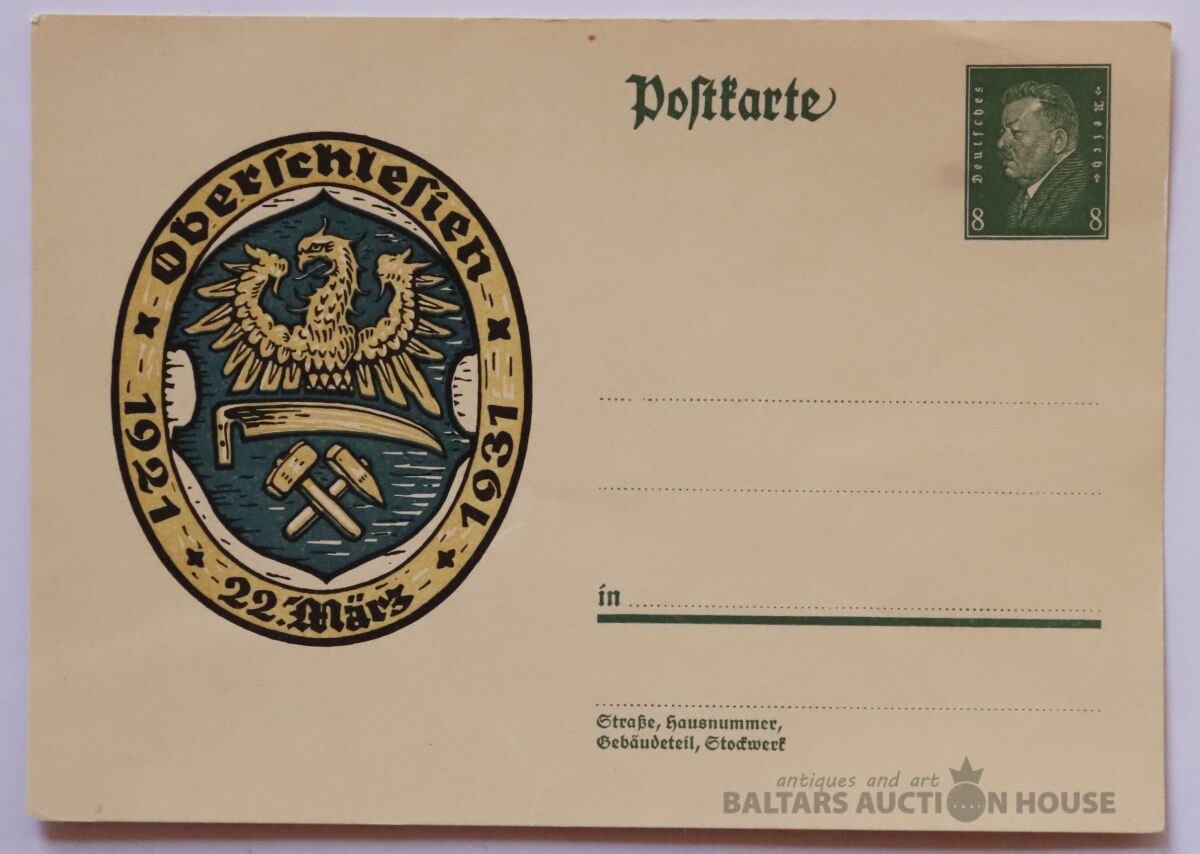 Postkarte
Deutsches Reich
8 8
Oberschlesien
1921 1931
22. März
in
Straße, Hausnummer,
Gebäudeteil, Stockwerk
antiques and art
BALTARS AUCTION HOUSE